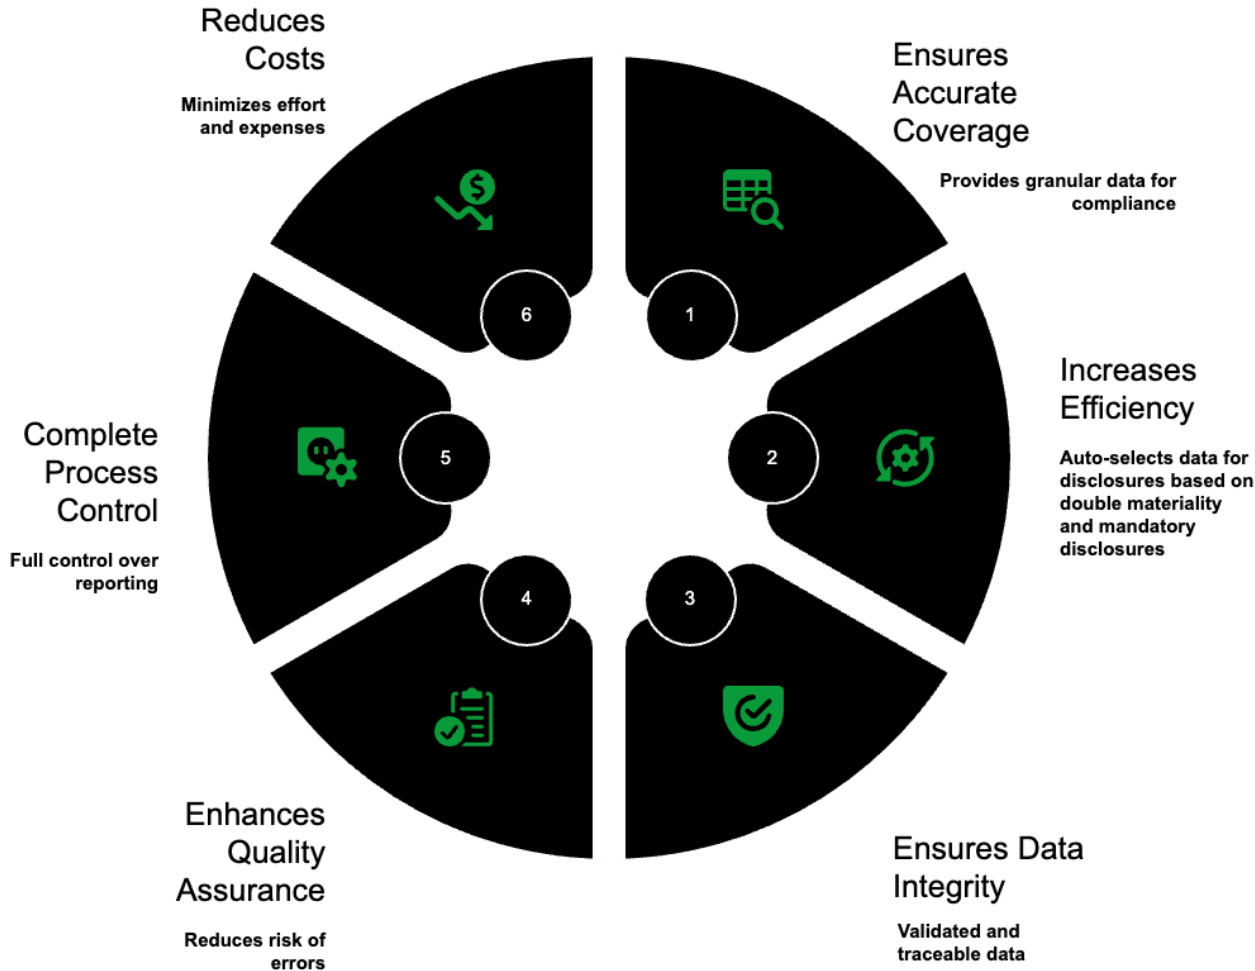 Reduces
Costs
Minimizes effort
and expenses
6
Ensures
Accurate
Coverage
Provides granular data for
compliance
1
Increases
Efficiency
Auto-selects data for
disclosures based on
double materiality
and mandatory
disclosures
2
Ensures Data
Integrity
Validated and
traceable data
3
Enhances
Quality
Assurance
Reduces risk of
errors
4
Complete
Process
Control
Full control over
reporting
5